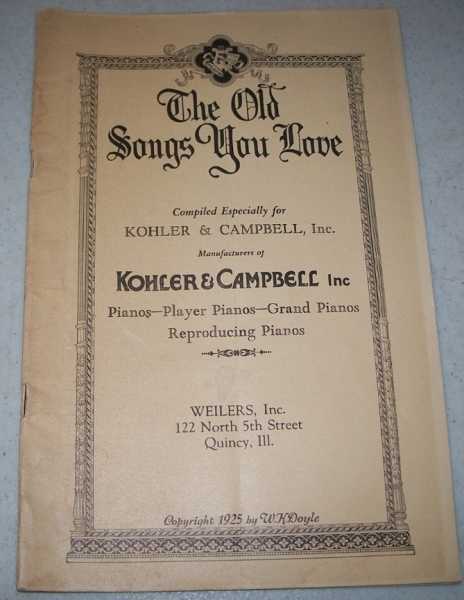 The Old
Songs You Love
Compiled Especially for
KOHLER & CAMPBELL, Inc.
Manufacturers of
KOHLER & CAMPBELL Inc
Pianos—Player Pianos—Grand Pianos
Reproducing Pianos
WEILERS, Inc.
122 North 5th Street
Quincy, Ill.
Copyright 1925 by W K Doyle